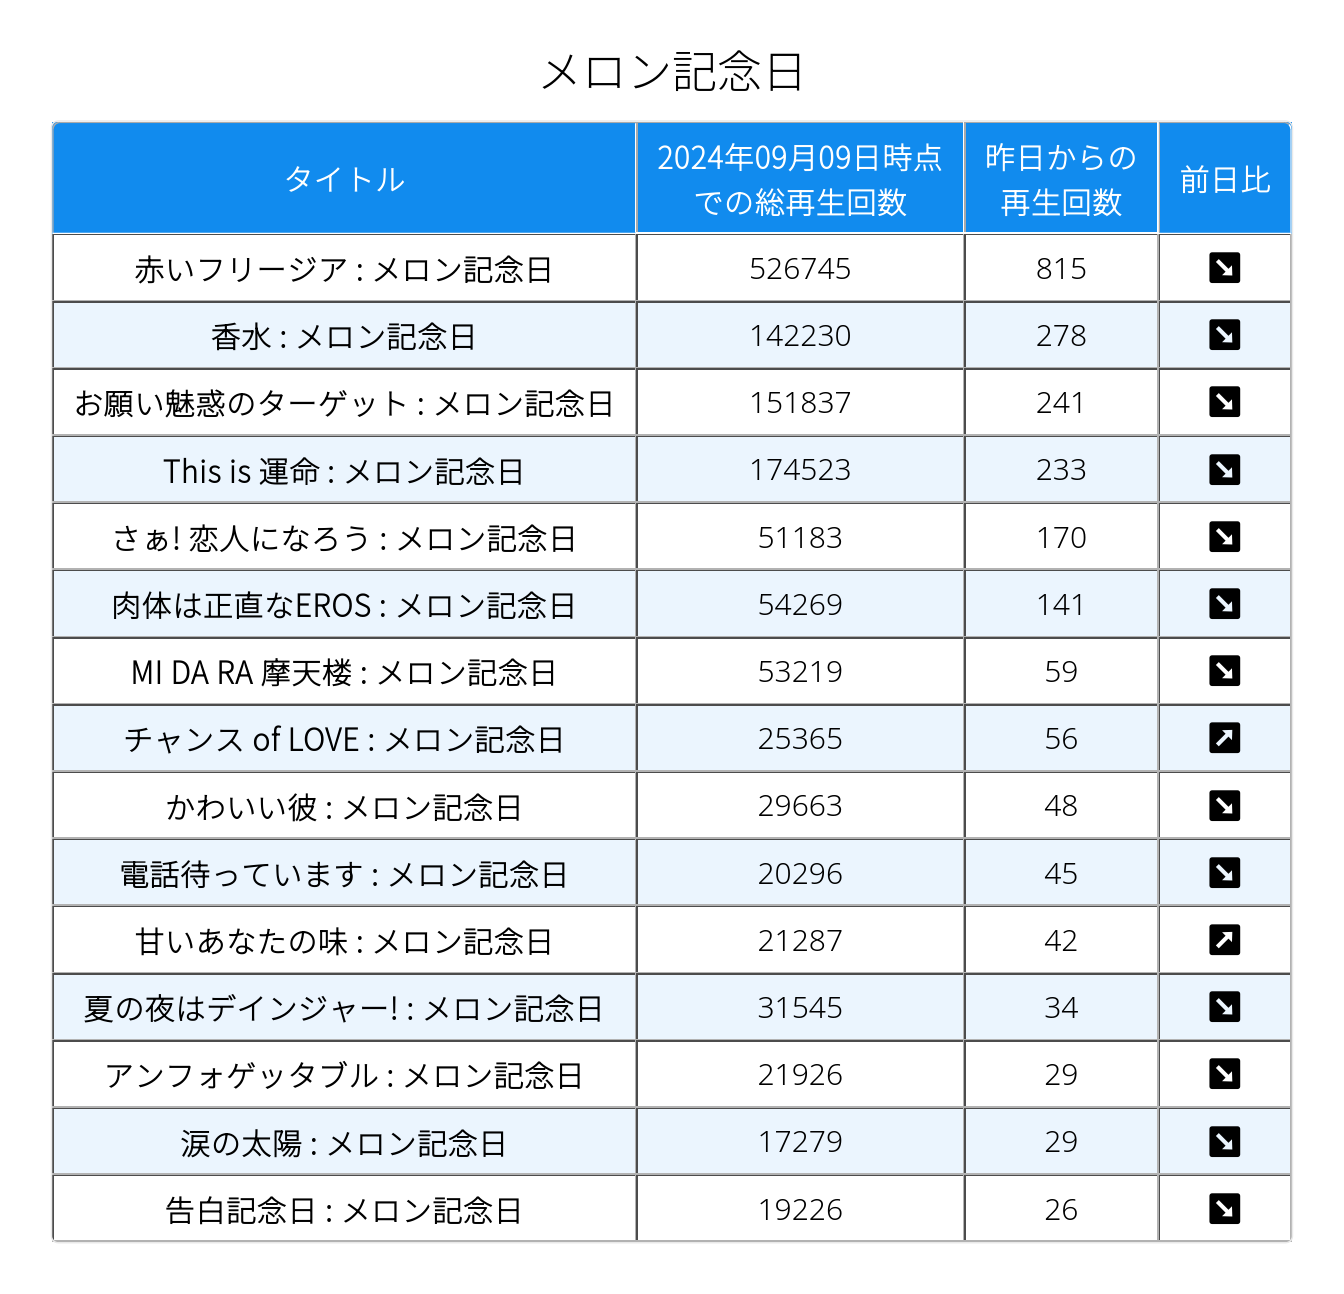 メロン記念日
タイトル 2024年09月09日時点での総再生回数 昨日からの再生回数 前日比
赤いフリージア : メロン記念日 526745 815 ↘
香水 : メロン記念日 142230 278 ↘
お願い魅惑のターゲット : メロン記念日 151837 241 ↘
This is 運命 : メロン記念日 174523 233 ↘
さぁ! 恋人になろう : メロン記念日 51183 170 ↘
肉体は正直なEROS : メロン記念日 54269 141 ↘
MI DA RA 摩天楼 : メロン記念日 53219 59 ↘
チャンス of LOVE : メロン記念日 25365 56 ↗
かわいい彼 : メロン記念日 29663 48 ↘
電話待っています : メロン記念日 20296 45 ↘
甘いあなたの味 : メロン記念日 21287 42 ↗
夏の夜はデインジャー! : メロン記念日 31545 34 ↘
アンフォゲッタブル : メロン記念日 21926 29 ↘
涙の太陽 : メロン記念日 17279 29 ↘
告白記念日 : メロン記念日 19226 26 ↘